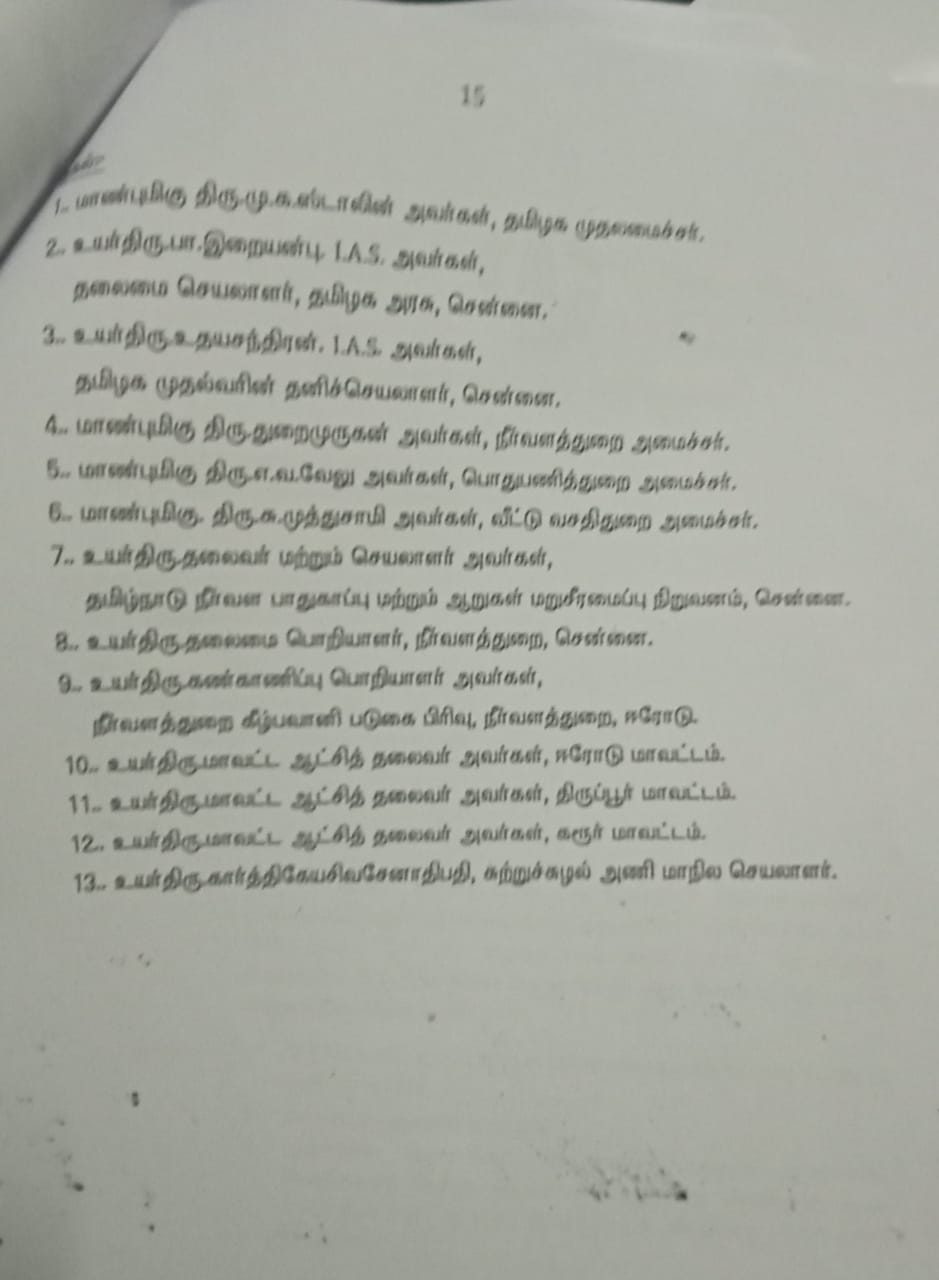 15
1.. மாண்புமிகு திரு.மு.க.ஸ்டாலின் அவர்கள், தமிழக முதலமைச்சர்.
2.. உயர்திரு.பா.இறையன்பு. I.A.S. அவர்கள்,
தலைமை செயலாளர், தமிழக அரசு, சென்னை.
3.. உயர்திரு.உதயசந்திரன். I.A.S. அவர்கள்,
தமிழக முதல்வரின் தனிச்செயலாளர், சென்னை.
4.. மாண்புமிகு திரு.துறைமுருகன் அவர்கள், நீர்வளத்துறை அமைச்சர்.
5.. மாண்புமிகு திரு.எ.வ.வேலு அவர்கள், பொதுபணித்துறை அமைச்சர்.
6.. மாண்புமிகு. திரு.சு.முத்துசாமி அவர்கள், வீட்டு வசதிதுறை அமைச்சர்.
7.. உயர்திரு.தலைவர் மற்றும் செயலாளர் அவர்கள்,
தமிழ்நாடு நீர்வள பாதுகாப்பு மற்றும் ஆறுகள் மறுசீரமைப்பு நிறுவனம், சென்னை.
8.. உயர்திரு.தலைமை பொறியாளர், நீர்வளத்துறை, சென்னை.
9.. உயர்திரு.கண்காணிப்பு பொறியாளர் அவர்கள்,
நீர்வளத்துறை கீழ்பவானி படுகை பிரிவு, நீர்வளத்துறை, ஈரோடு.
10.. உயர்திரு.மாவட்ட ஆட்சித் தலைவர் அவர்கள், ஈரோடு மாவட்டம்.
11.. உயர்திரு.மாவட்ட ஆட்சித் தலைவர் அவர்கள், திருப்பூர் மாவட்டம்.
12.. உயர்திரு.மாவட்ட ஆட்சித் தலைவர் அவர்கள், கரூர் மாவட்டம்.
13.. உயர்திரு.கார்த்திகேயசிவசேனாதிபதி, சுற்றுச்சுழல் அணி மாநில செயலாளர்.